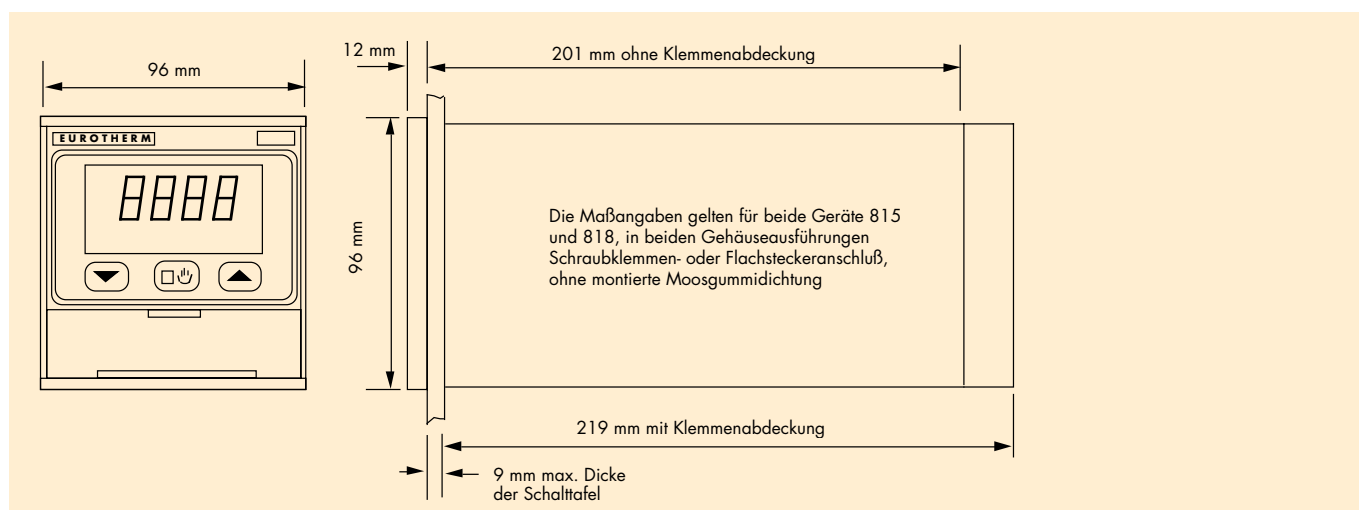 12 mm
201 mm ohne Klemmenabdeckung
96 mm
EUROTHERM
8888
96 mm
Die Maßangaben gelten für beide Geräte 815
und 818, in beiden Gehäuseausführungen
Schraubklemmen- oder Flachsteckeranschluß,
ohne montierte Moosgummidichtung
219 mm mit Klemmenabdeckung
9 mm max. Dicke
der Schalttafel